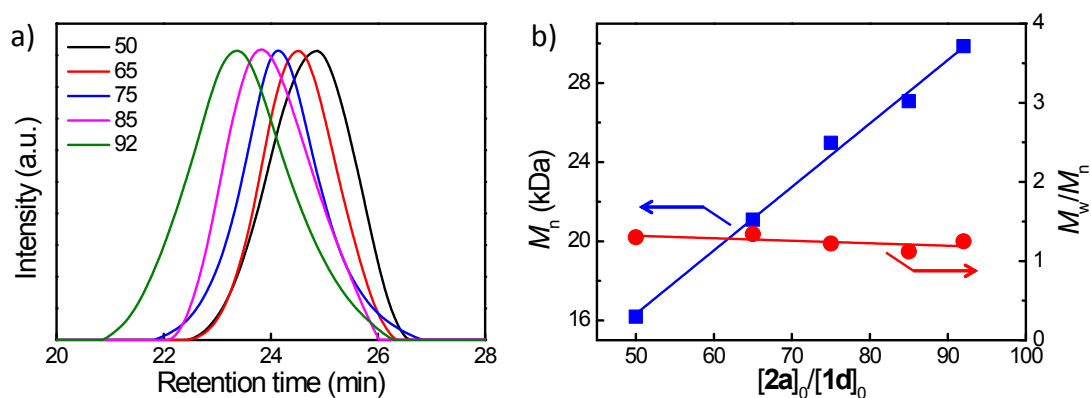 a)
50
65
75
85
92
Intensity (a.u.)
20 22 24 26 28
Retention time (min)
b)
28
24
20
16
Mn (kDa)
4
3
2
1
0
Mw/Mn
50 60 70 80 90 100
[2a]0/[1d]0